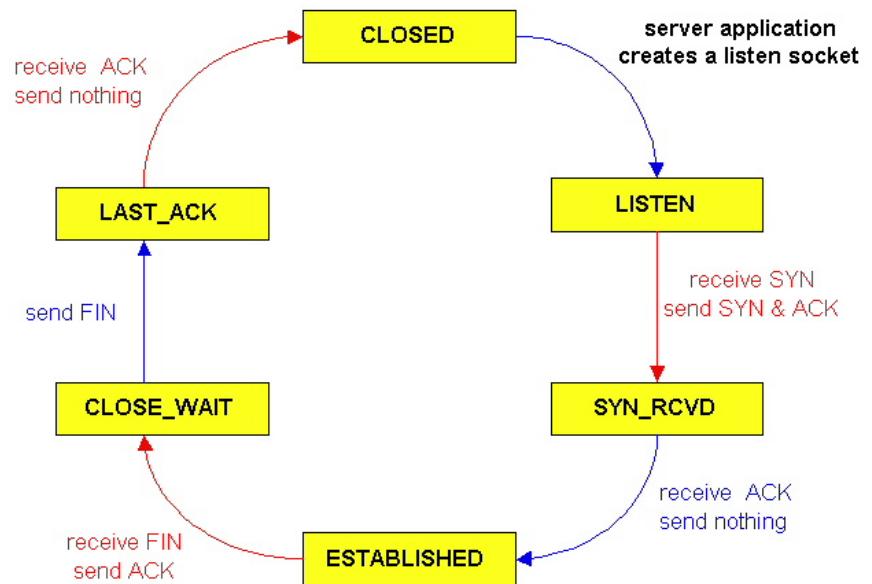 CLOSED
server application
creates a listen socket
receive ACK
send nothing
LAST_ACK
LISTEN
send FIN
receive SYN
send SYN & ACK
CLOSE_WAIT
SYN_RCVD
receive ACK
send nothing
receive FIN
send ACK
ESTABLISHED